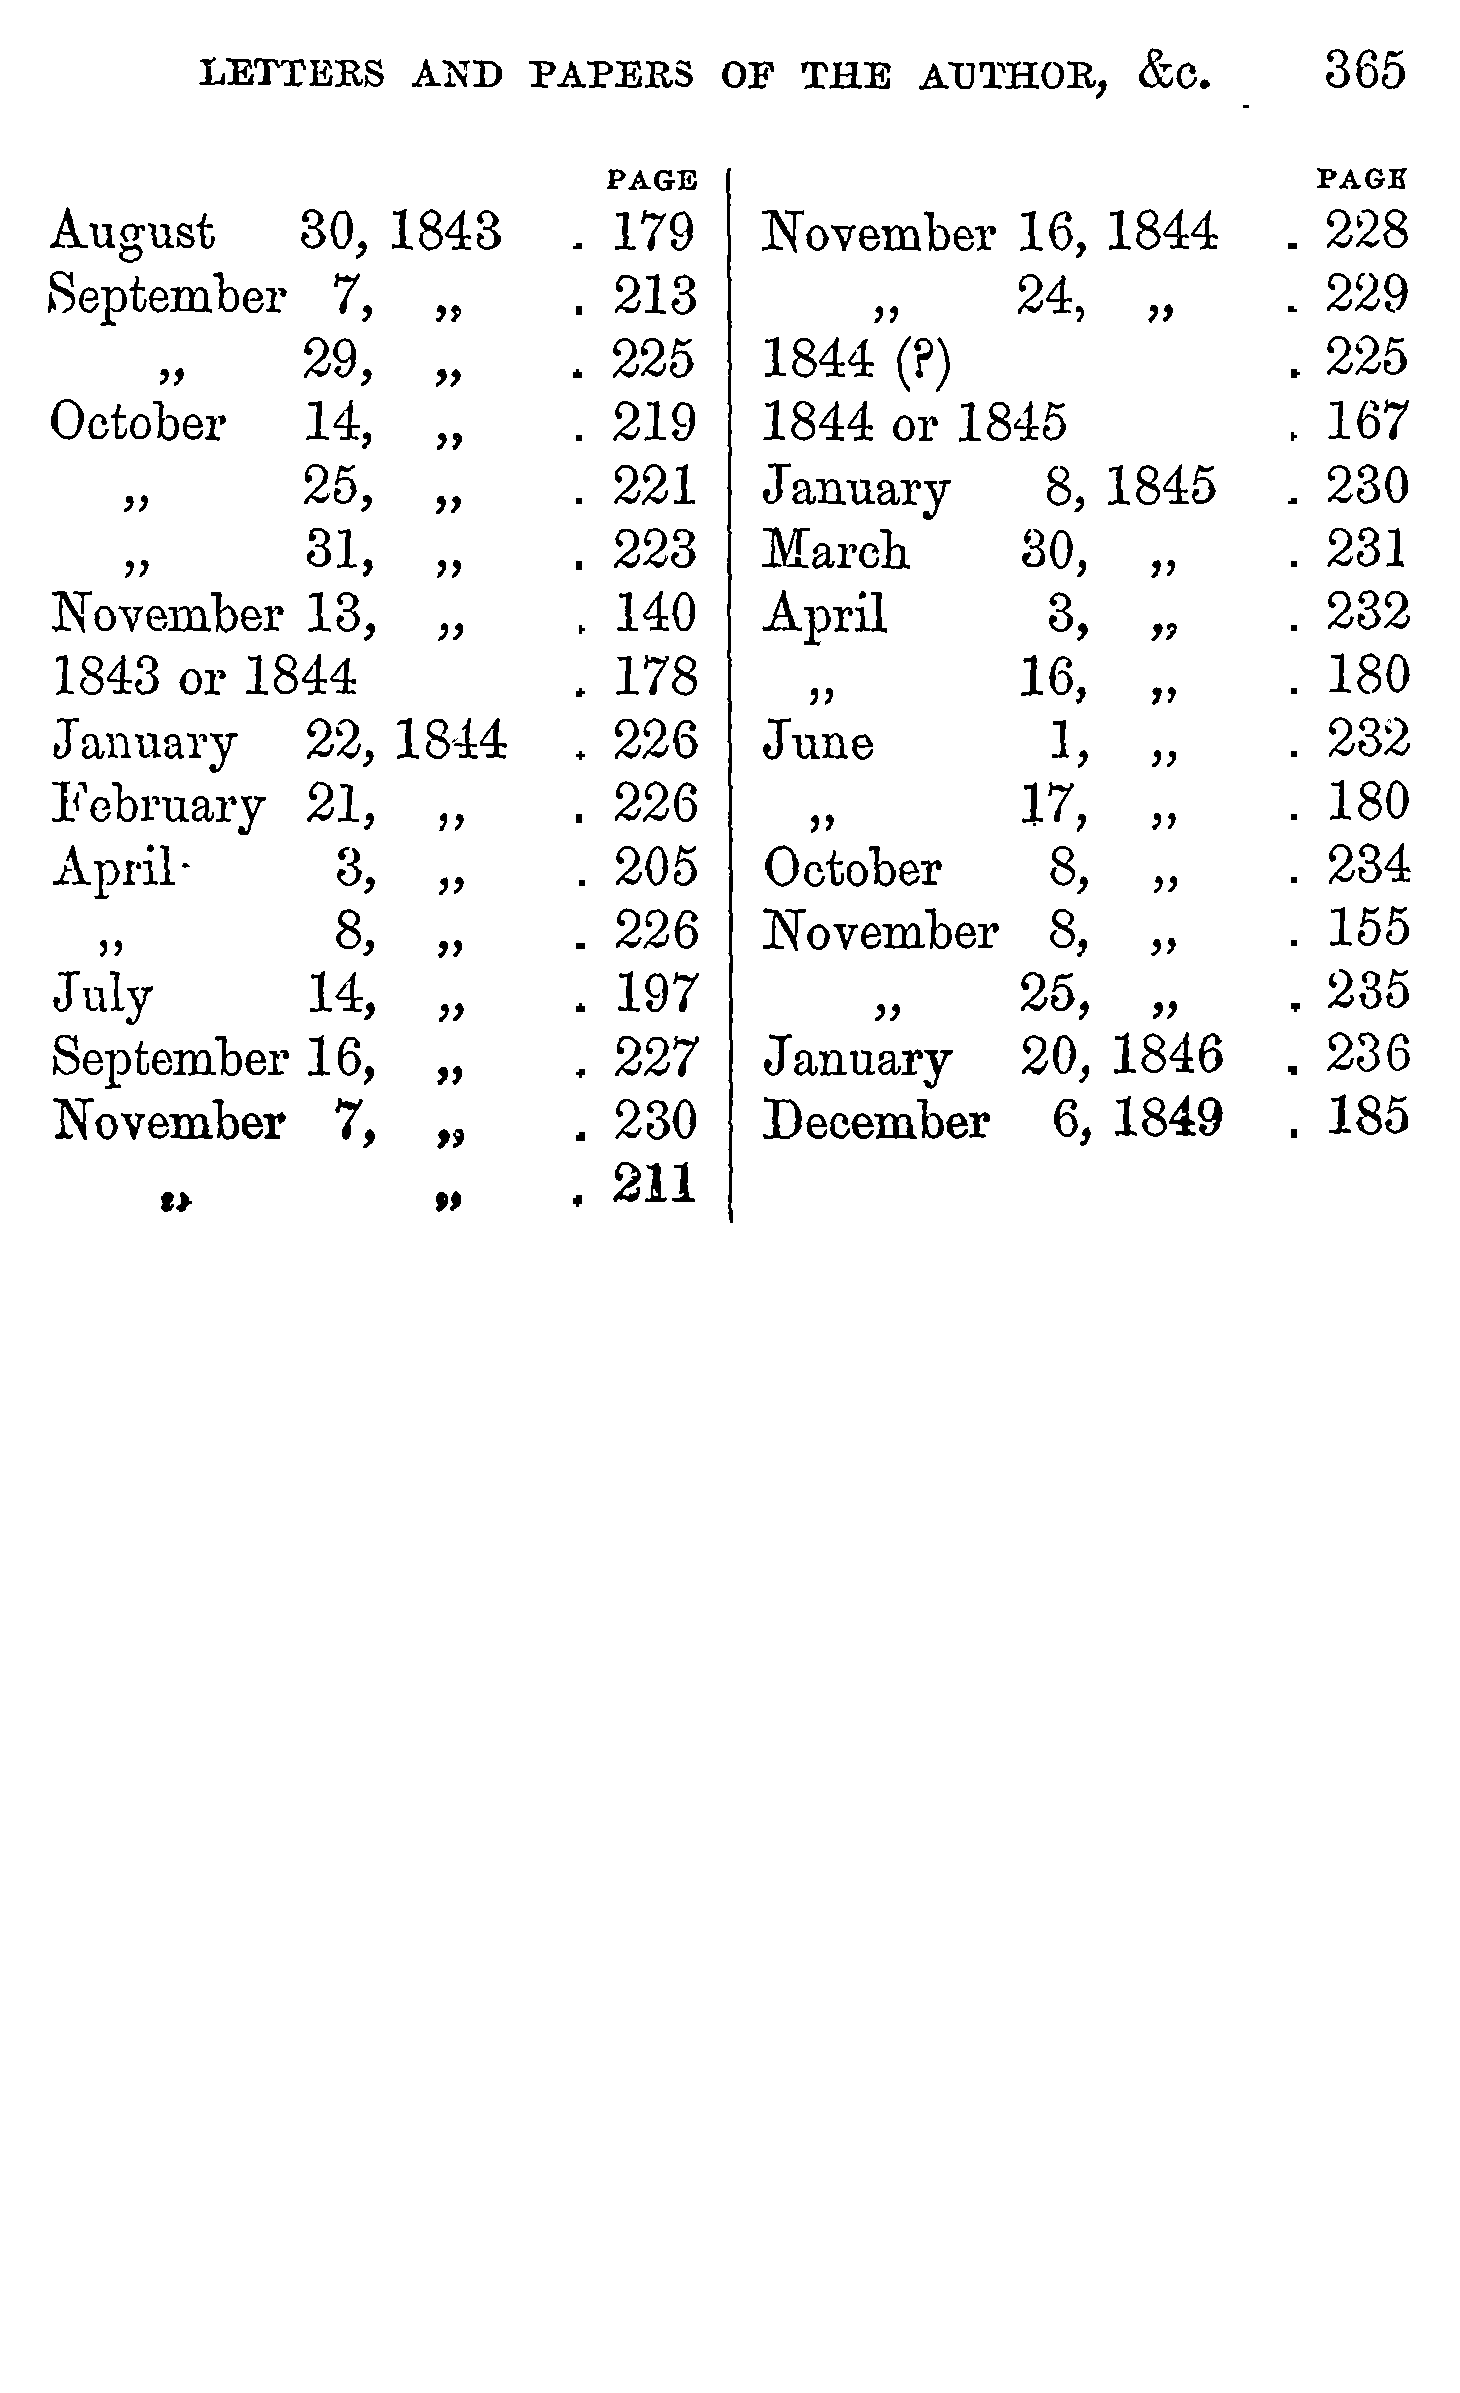 LETTERS AND PAPERS OF THE AUTHOR, &c. 365
PAGE
August 30, 1843 . 179
September 7, „ . 213
„ 29, „ . 225
October 14, „ . 219
„ 25, „ . 221
„ 31, „ . 223
November 13, „ . 140
1843 or 1844 . 178
January 22, 1844 . 226
February 21, „ . 226
April 3, „ . 205
„ 8, „ . 226
July 14, „ . 197
September 16, „ . 227
November 7, „ . 230
„ „ . 211
PAGE
November 16, 1844 . 228
„ 24, „ . 229
1844 (?) . 225
1844 or 1845 . 167
January 8, 1845 . 230
March 30, „ . 231
April 3, „ . 232
„ 16, „ . 180
June 1, „ . 232
„ 17, „ . 180
October 8, „ . 234
November 8, „ . 155
„ 25, „ . 235
January 20, 1846 . 236
December 6, 1849 . 185